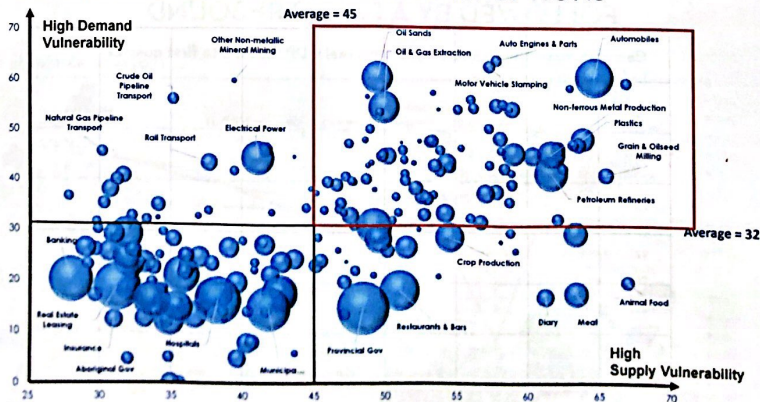 Average = 45
High Demand
Vulnerability
Oil Sands
Other Non-metallic
Mineral Mining
Oil & Gas Extraction
Auto Engines & Parts
Automobiles
Crude Oil
Pipeline
Transport
Motor Vehicle Stamping
Natural Gas Pipeline
Transport
Non-ferrous Metal Production
Plastics
Rail Transport
Electrical Power
Grain & Oilseed
Milling
Petroleum Refineries
Average = 32
Banking
Crop Production
Real Estate
Leasing
Animal Food
Restaurants & Bars
Diary
Meat
Insurance
Hospitals
Provincial Gov
High
Supply Vulnerability
Aboriginal Gov
Municipa...
70
60
50
40
30
20
10
0
25
30
35
40
45
50
55
60
65
70